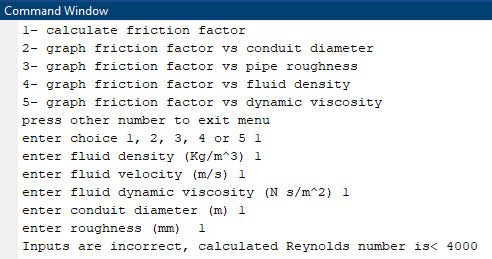 Command Window
1- calculate friction factor
2- graph friction factor vs conduit diameter
3- graph friction factor vs pipe roughness
4- graph friction factor vs fluid density
5- graph friction factor vs dynamic viscosity
press other number to exit menu
enter choice 1, 2, 3, 4 or 5 1
enter fluid density (Kg/m^3) 1
enter fluid velocity (m/s) 1
enter fluid dynamic viscosity (N s/m^2) 1
enter conduit diameter (m) 1
enter roughness (mm)  1
Inputs are incorrect, calculated Reynolds number is< 4000